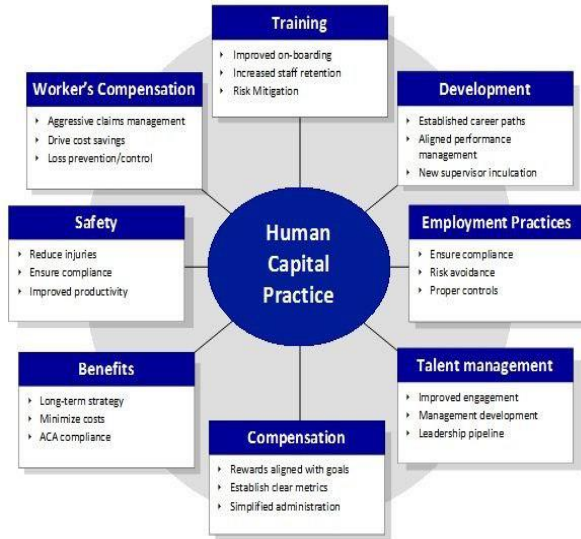 Training
Improved on-boarding
Increased staff retention
Risk Mitigation
Worker's Compensation
Aggressive claims management
Drive cost savings
Loss prevention/control
Development
Established career paths
Aligned performance
management
New supervisor inculcation
Safety
Reduce injuries
Ensure compliance
Improved productivity
Human
Capital
Practice
Employment Practices
Ensure compliance
Risk avoidance
Proper controls
Benefits
Long-term strategy
Minimize costs
ACA compliance
Talent management
Improved engagement
Management development
Leadership pipeline
Compensation
Rewards aligned with goals
Establish clear metrics
Simplified administration